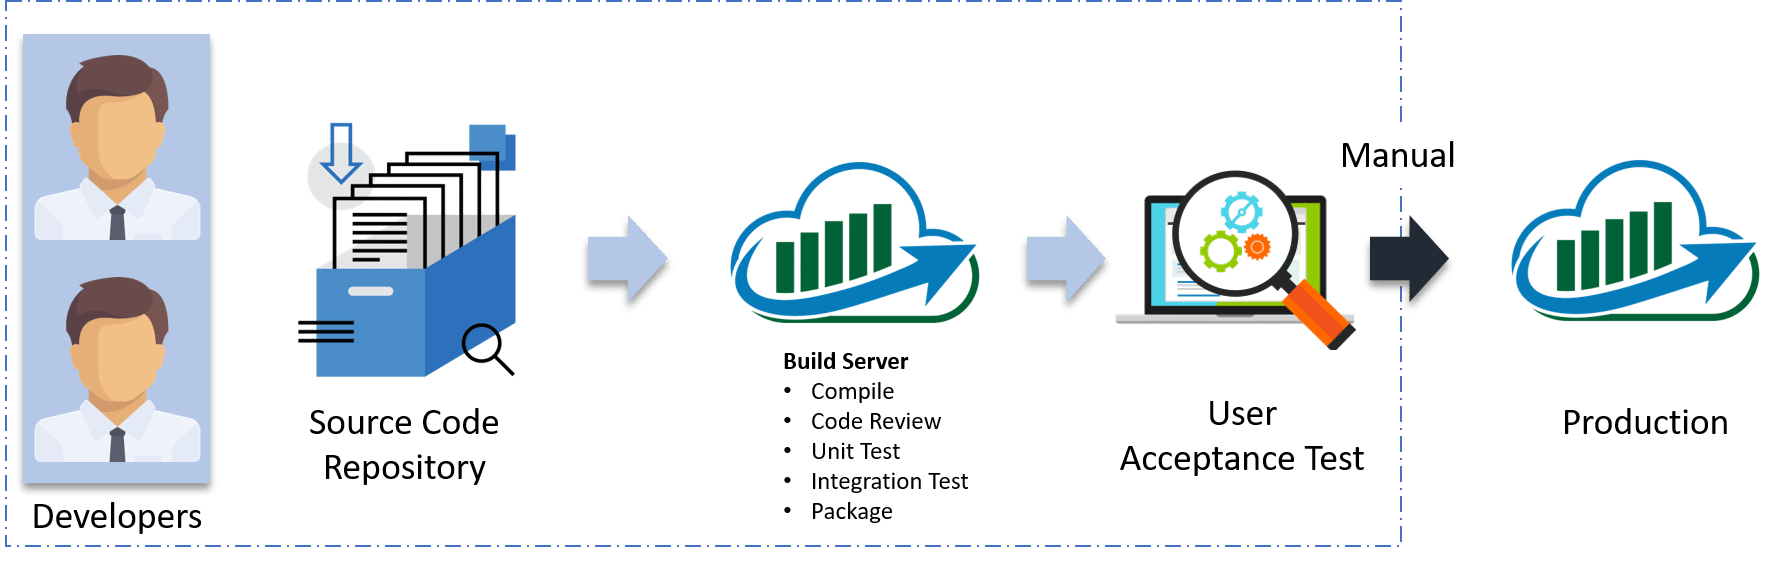 Developers
Source Code
Repository
Build Server
• Compile
• Code Review
• Unit Test
• Integration Test
• Package
User
Acceptance Test
Manual
Production